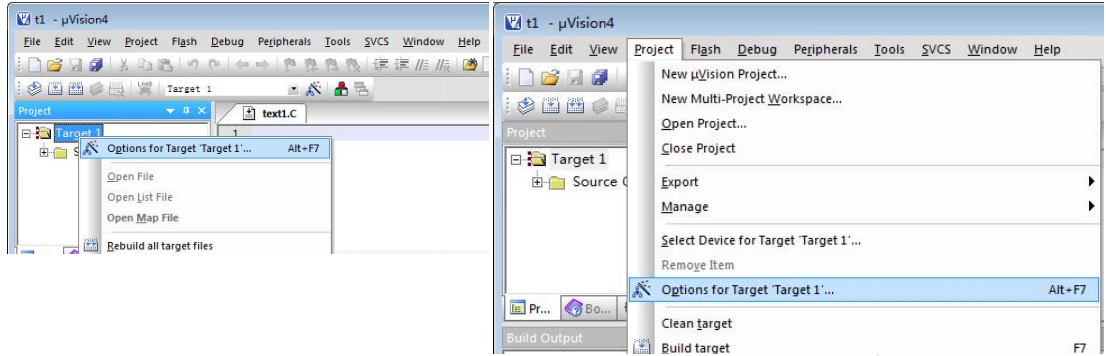 t1 - µVision4
File Edit View Project Flash Debug Peripherals Tools SVCS Window Help
LOAD Target 1
Project
text1.C
Target 1
1
S
Options for Target 'Target 1'... Alt+F7
Open File
Open List File
Open Map File
Rebuild all target files
t1 - µVision4
File Edit View Project Flash Debug Peripherals Tools SVCS Window Help
New µVision Project...
New Multi-Project Workspace...
Open Project...
Close Project
Export
Manage
Select Device for Target 'Target 1'...
Remove Item
Options for Target 'Target 1'... Alt+F7
Clean target
Build target F7
Project
Target 1
Source
Pr... Bo...
Build Output